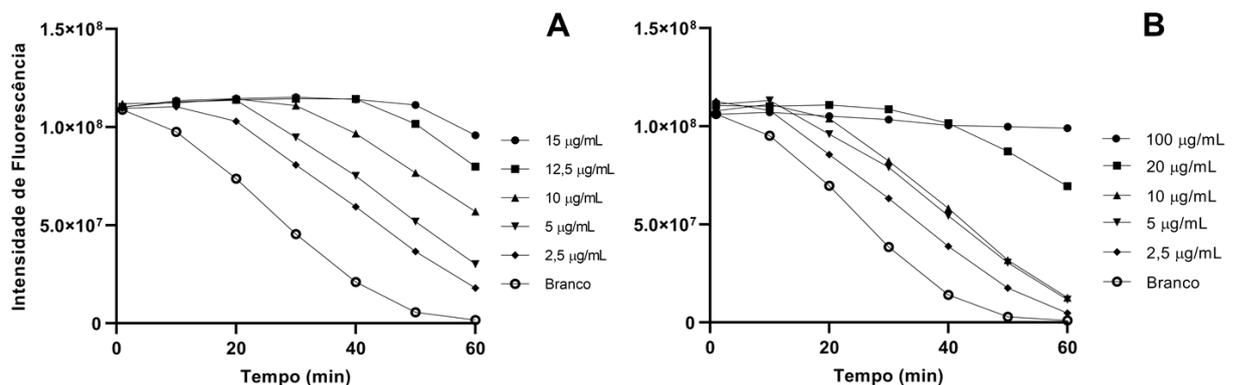 A
Intensidade de Fluorescência
1.5×10⁸
1.0×10⁸
5.0×10⁷
0
0 20 40 60
Tempo (min)
15 µg/mL
12,5 µg/mL
10 µg/mL
5 µg/mL
2,5 µg/mL
Branco
B
1.5×10⁸
1.0×10⁸
5.0×10⁷
0
0 20 40 60
Tempo (min)
100 µg/mL
20 µg/mL
10 µg/mL
5 µg/mL
2,5 µg/mL
Branco